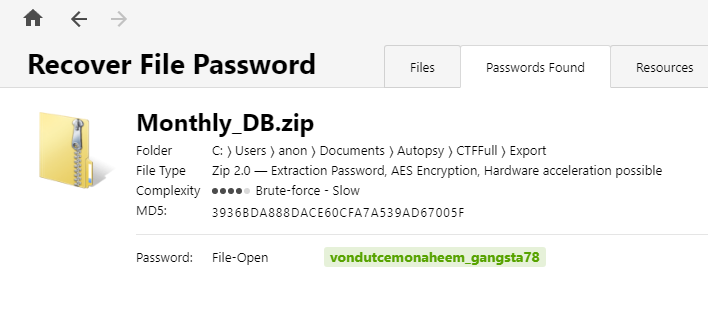 Recover File Password
Files
Passwords Found
Resources
Monthly_DB.zip
Folder C: ❭ Users ❭ anon ❭ Documents ❭ Autopsy ❭ CTFFull ❭ Export
File Type Zip 2.0 — Extraction Password, AES Encryption, Hardware acceleration possible
Complexity Brute-force - Slow
MD5: 3936BDA888DACE60CFA7A539AD67005F
Password: File-Open vondutcemonaheem_gangsta78